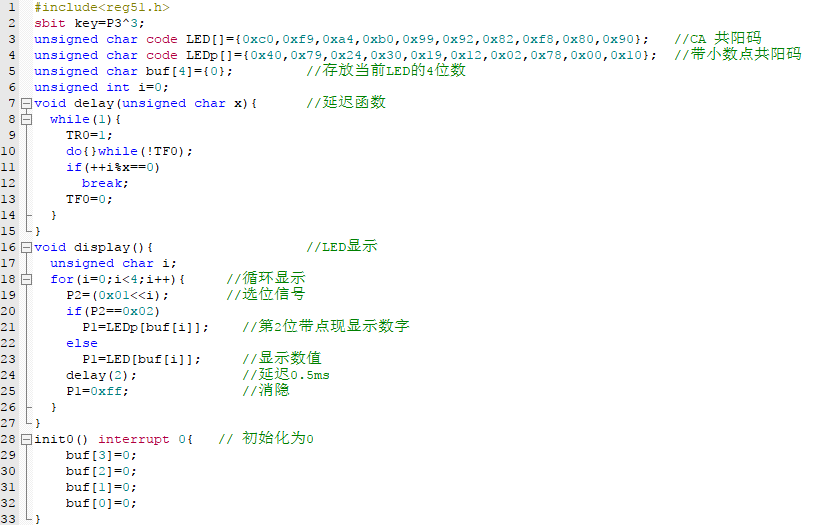 1 #include<reg51.h>
2 sbit key=P3^3;
3 unsigned char code LED[]={0xc0,0xf9,0xa4,0xb0,0x99,0x92,0x82,0xf8,0x80,0x90}; //CA 共阳码
4 unsigned char code LEDp[]={0x40,0x79,0x24,0x30,0x19,0x12,0x02,0x78,0x00,0x10}; //带小数点共阳码
5 unsigned char buf[4]={0}; //存放当前LED的4位数
6 unsigned int i=0;
7 void delay(unsigned char x){ //延迟函数
8 while(1){
9 TR0=1;
10 do{}while(!TF0);
11 if(++i%x==0)
12 break;
13 TF0=0;
14 }
15 }
16 void display(){ //LED显示
17 unsigned char i;
18 for(i=0;i<4;i++){ //循环显示
19 P2=(0x01<<i); //选位信号
20 if(P2==0x02)
21 P1=LEDp[buf[i]]; //第2位带点现显示数字
22 else
23 P1=LED[buf[i]]; //显示数值
24 delay(2); //延迟0.5ms
25 P1=0xff; //消隐
26 }
27 }
28 init0() interrupt 0{ // 初始化为0
29 buf[3]=0;
30 buf[2]=0;
31 buf[1]=0;
32 buf[0]=0;
33 }